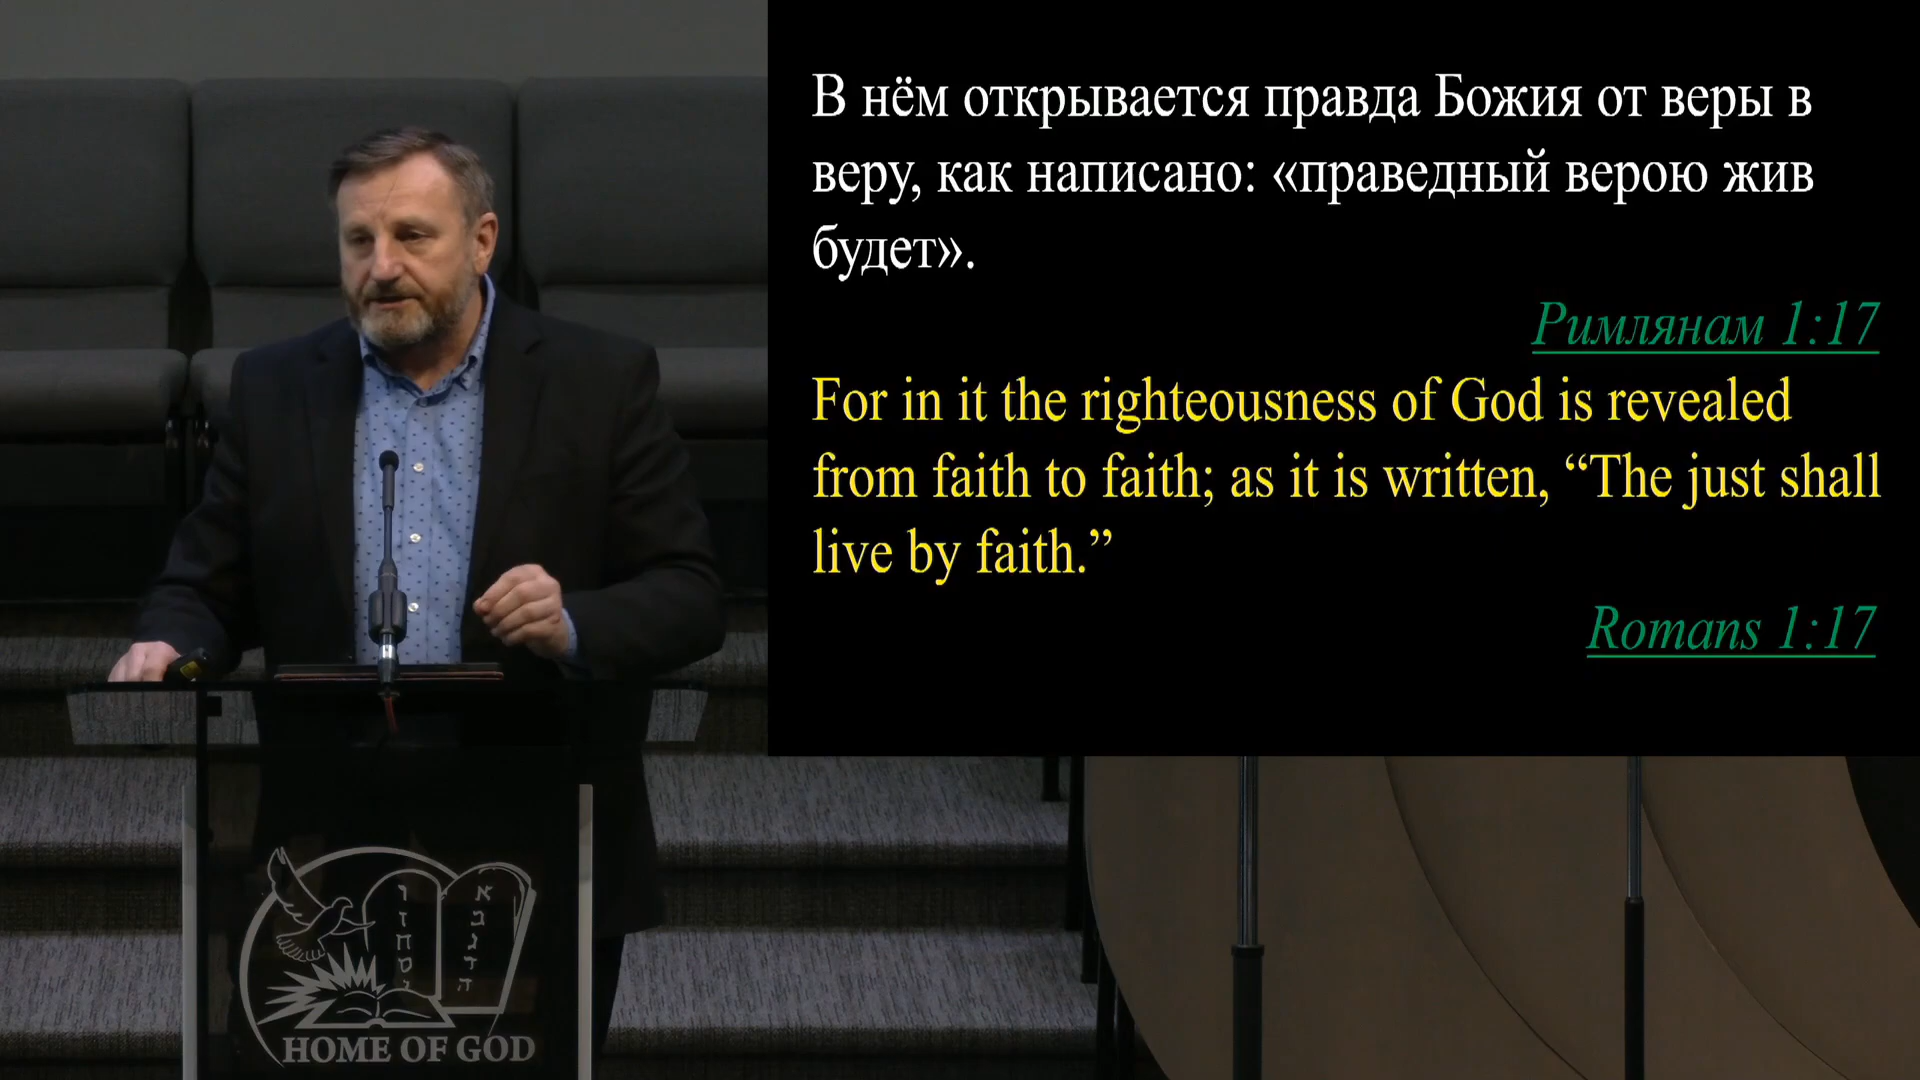 В нём открывается правда Божия от веры в
веру, как написано: «праведный верою жив
будет».
Римлянам 1:17
For in it the righteousness of God is revealed
from faith to faith; as it is written, “The just shall
live by faith.”
Romans 1:17
ו א
ז ב
ח ג
ט ד
י ה
HOME OF GOD